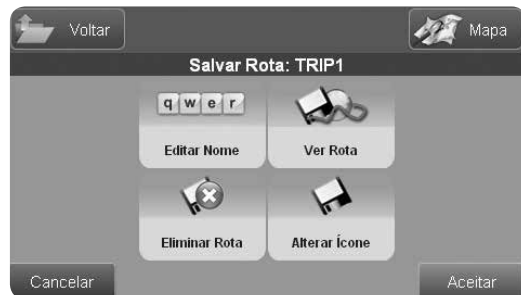 Voltar Mapa
Salvar Rota: TRIP1
q w e r
Editar Nome Ver Rota
Eliminar Rota Alterar Ícone
Cancelar Aceitar